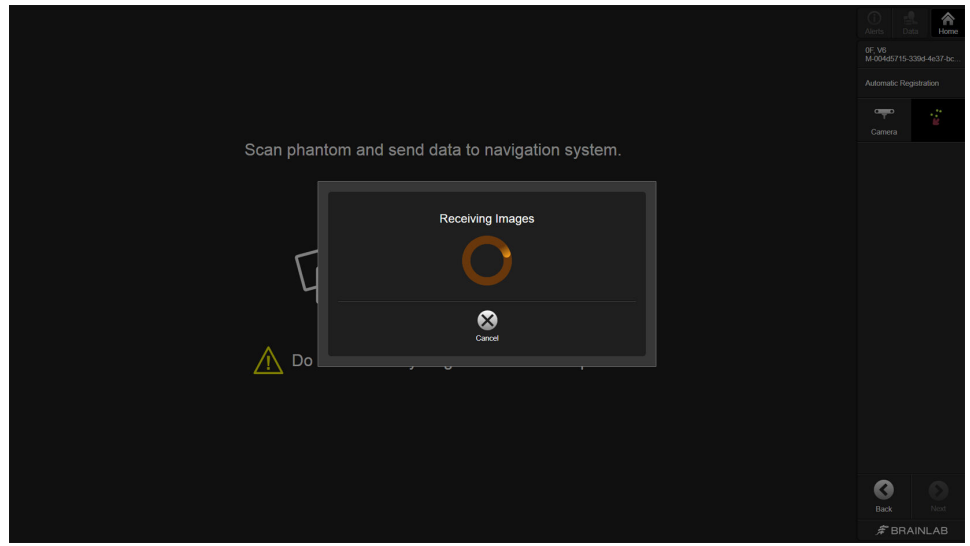 Alerts Data Home
0F, V6
M-004d5715-339d-4e37-bc...
Automatic Registration
Camera
Scan phantom and send data to navigation system.
Receiving Images
Cancel
Do
Back Next
BRAINLAB